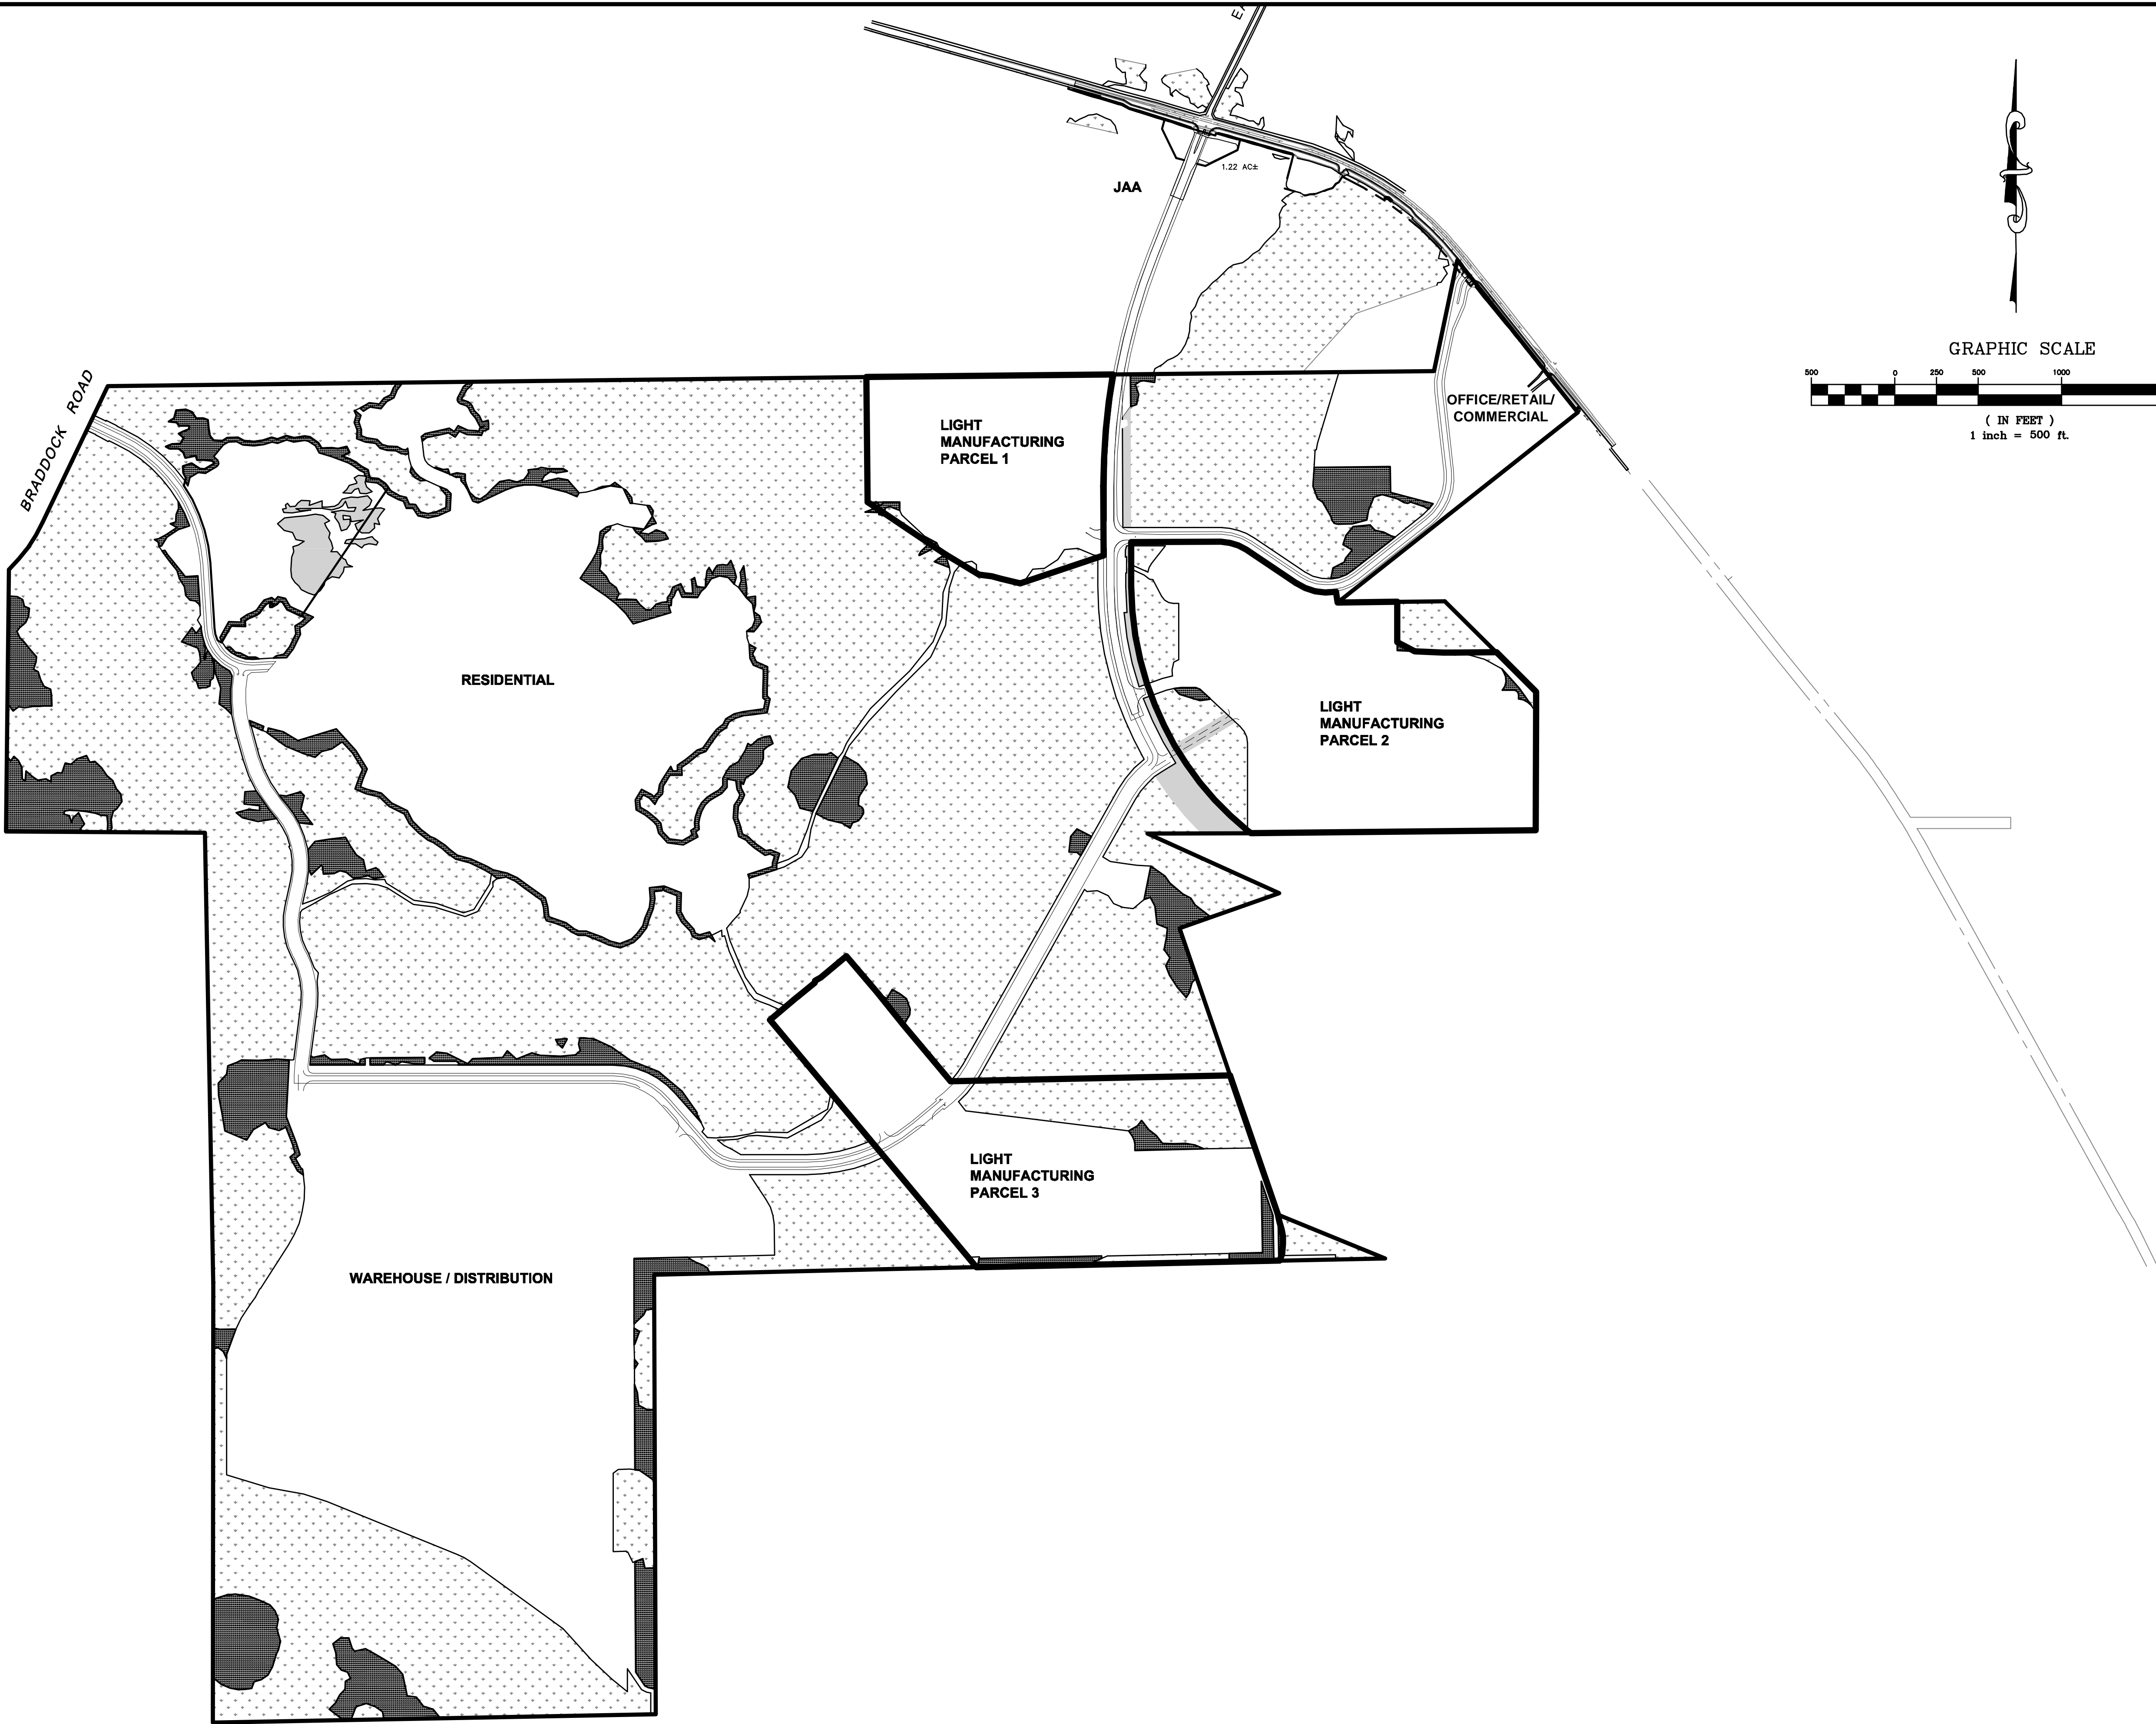 EA
1.22 AC±
JAA
GRAPHIC SCALE
500 0 250 500 1000
( IN FEET )
1 inch = 500 ft.
BRADDOCK ROAD
OFFICE/RETAIL/
COMMERCIAL
LIGHT
MANUFACTURING
PARCEL 1
RESIDENTIAL
LIGHT
MANUFACTURING
PARCEL 2
LIGHT
MANUFACTURING
PARCEL 3
WAREHOUSE / DISTRIBUTION